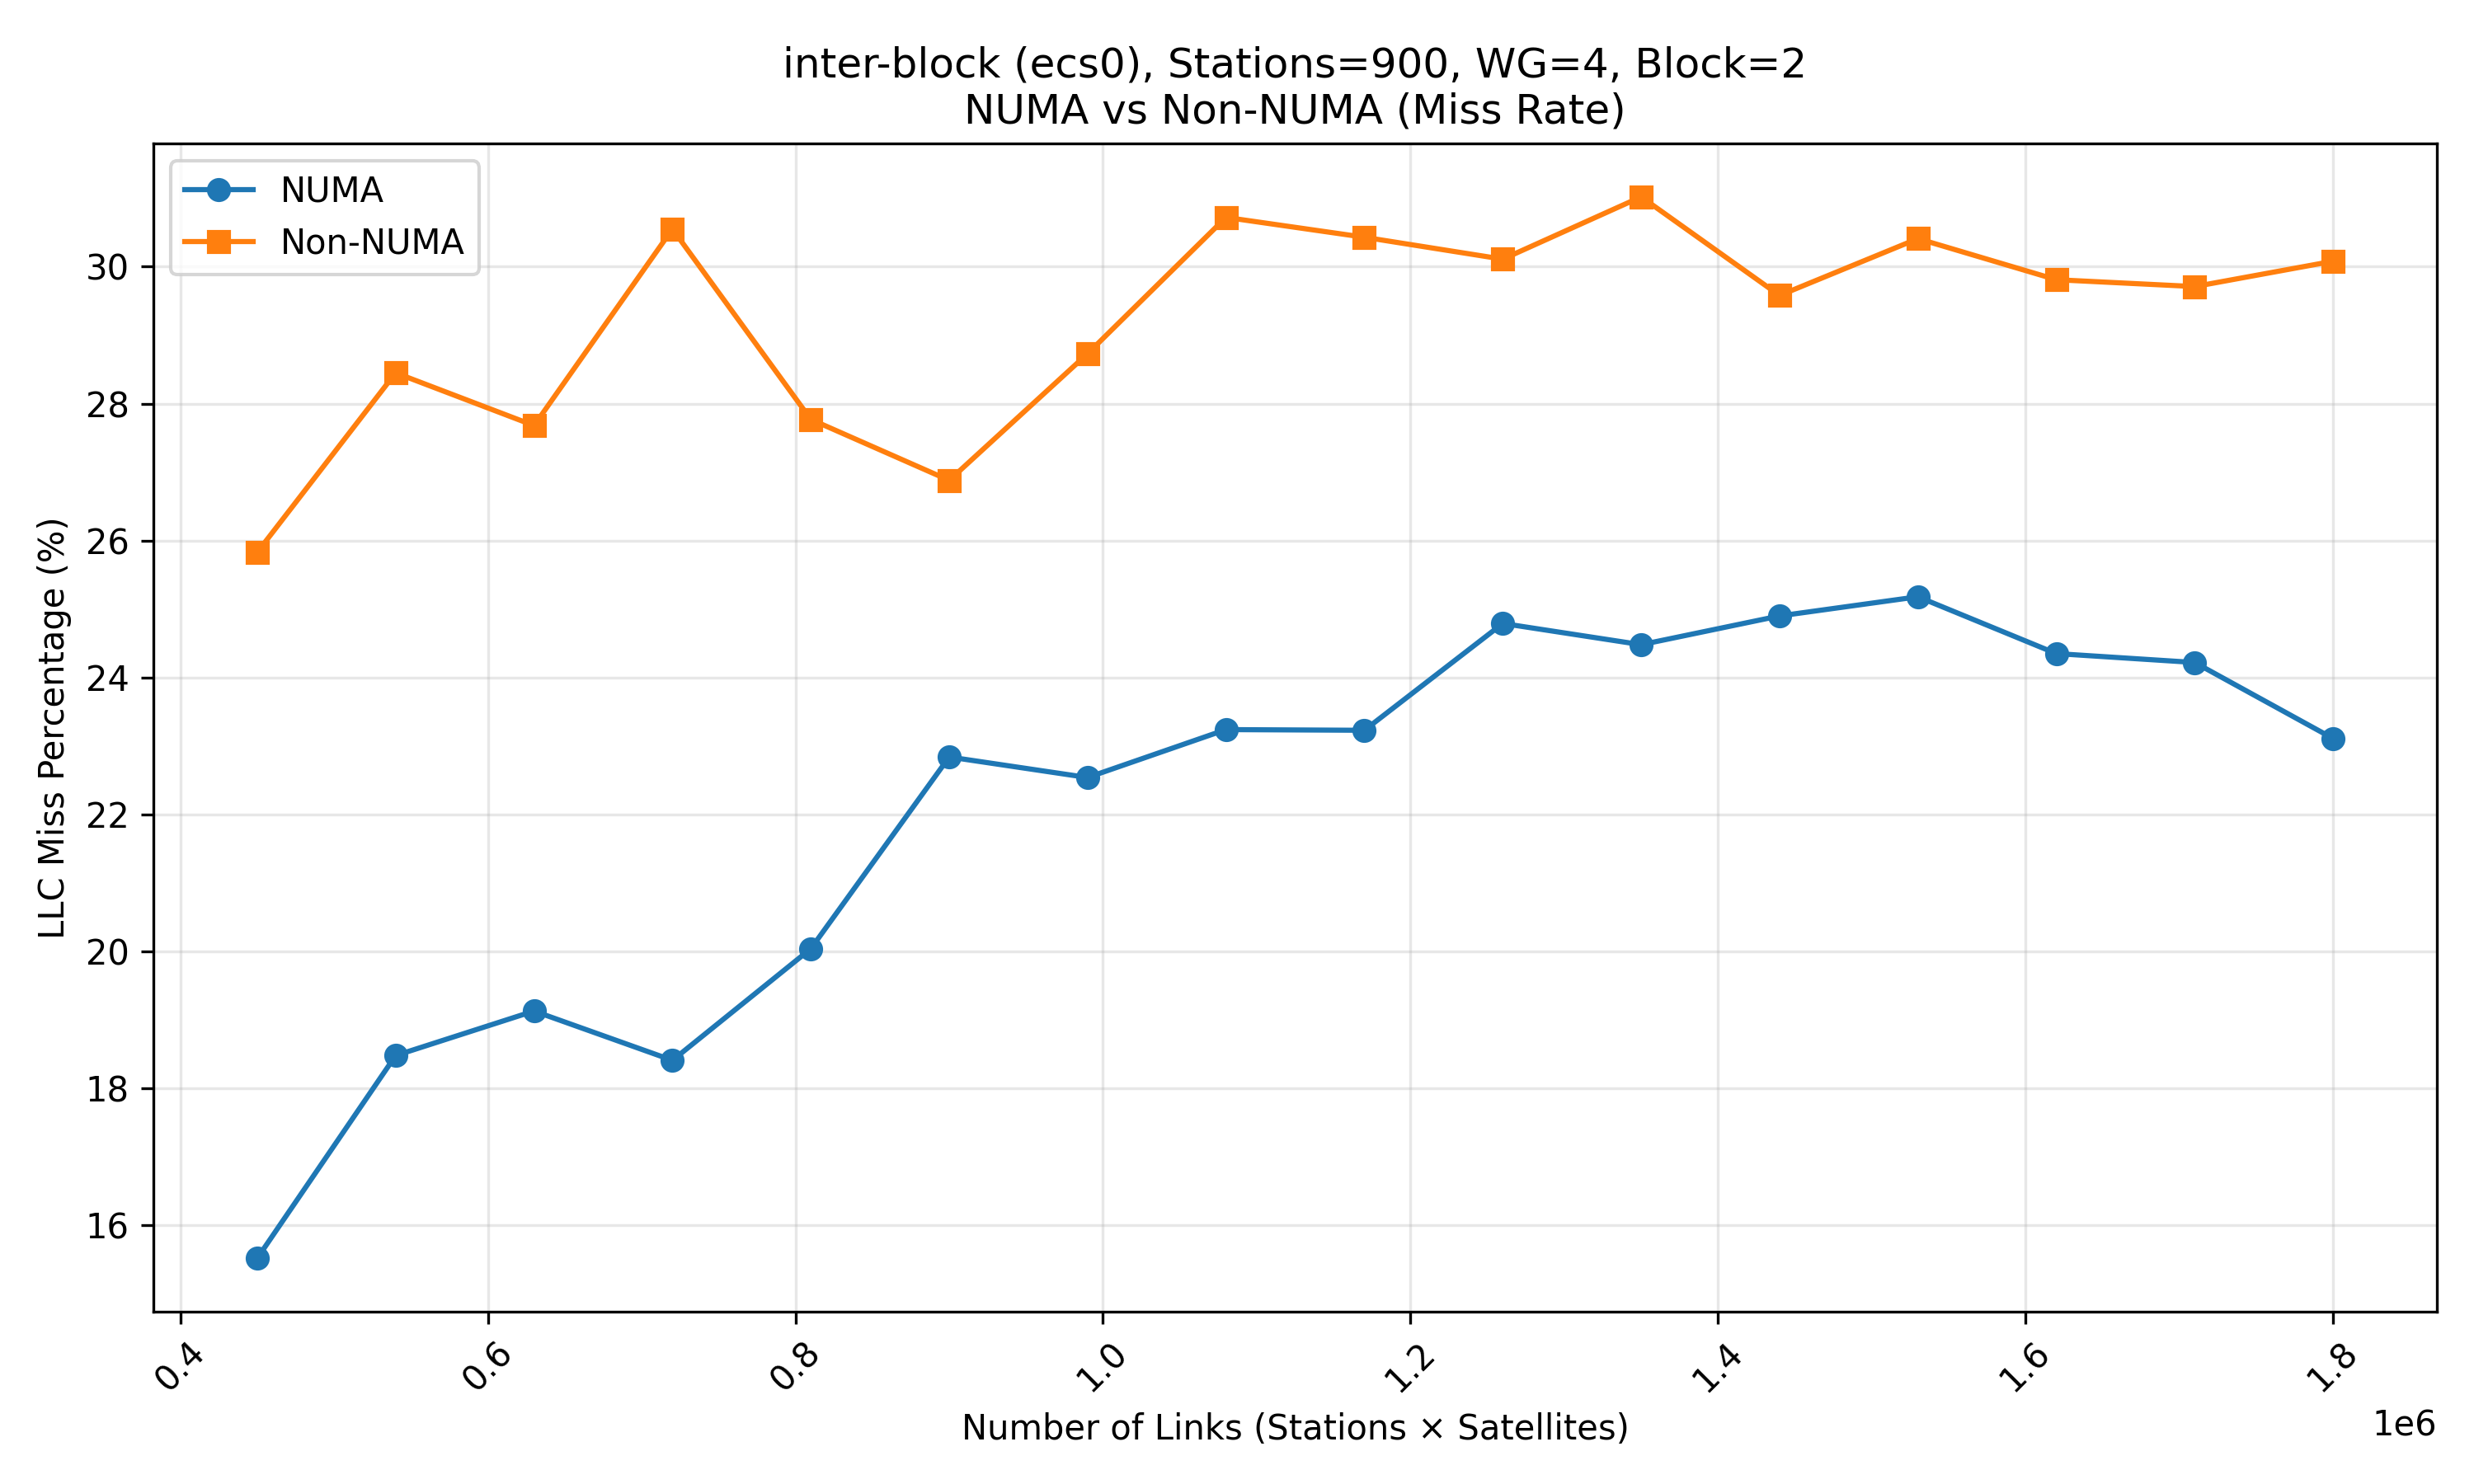 inter-block (ecs0), Stations=900, WG=4, Block=2
NUMA vs Non-NUMA (Miss Rate)
NUMA
Non-NUMA
LLC Miss Percentage (%)
30
28
26
24
22
20
18
16
0.4
0.6
0.8
1.0
1.2
1.4
1.6
1.8
1e6
Number of Links (Stations × Satellites)